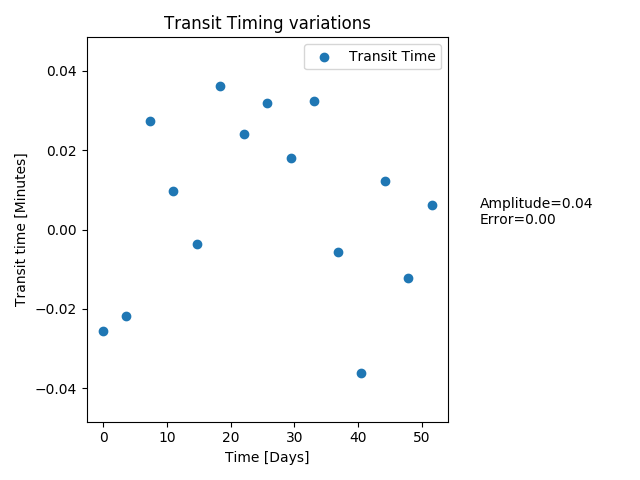 Transit Timing variations
Transit Time
Transit time [Minutes]
0.04
0.02
0.00
−0.02
−0.04
Amplitude=0.04
Error=0.00
0 10 20 30 40 50
Time [Days]